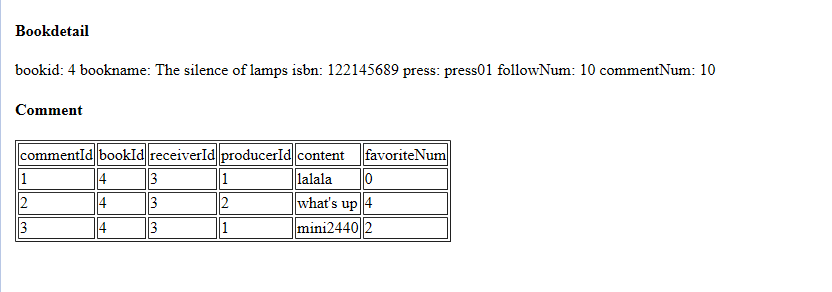 Bookdetail
bookid: 4 bookname: The silence of lamps isbn: 122145689 press: press01 followNum: 10 commentNum: 10
Comment
commentId bookId receiverId producerId content favoriteNum
1 4 3 1 lalala 0
2 4 3 2 what's up 4
3 4 3 1 mini2440 2